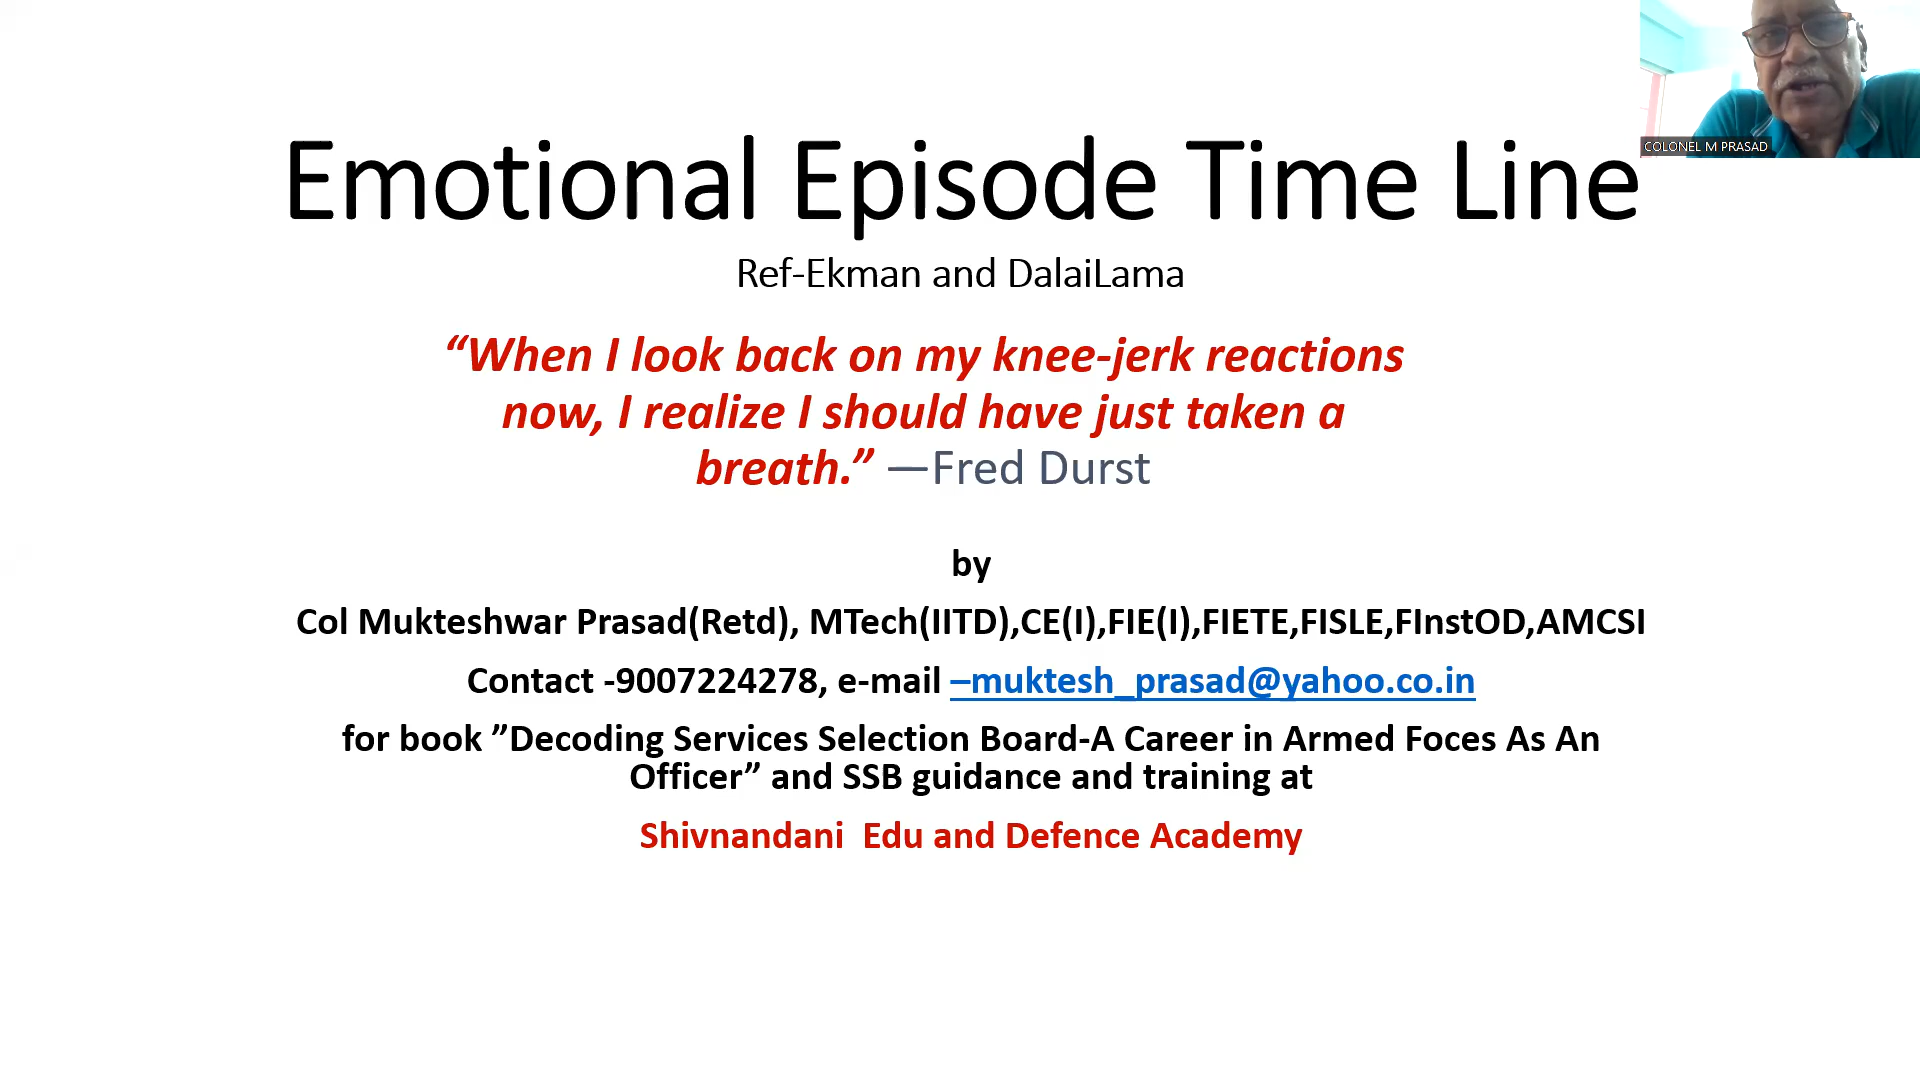 COLONEL M PRASAD
Emotional Episode Time Line
Ref-Ekman and DalaiLama
“When I look back on my knee-jerk reactions
now, I realize I should have just taken a
breath.” —Fred Durst
by
Col Mukteshwar Prasad(Retd), MTech(IITD),CE(I),FIE(I),FIETE,FISLE,FInstOD,AMCSI
Contact -9007224278, e-mail –muktesh_prasad@yahoo.co.in
for book ”Decoding Services Selection Board-A Career in Armed Foces As An
Officer” and SSB guidance and training at
Shivnandani  Edu and Defence Academy